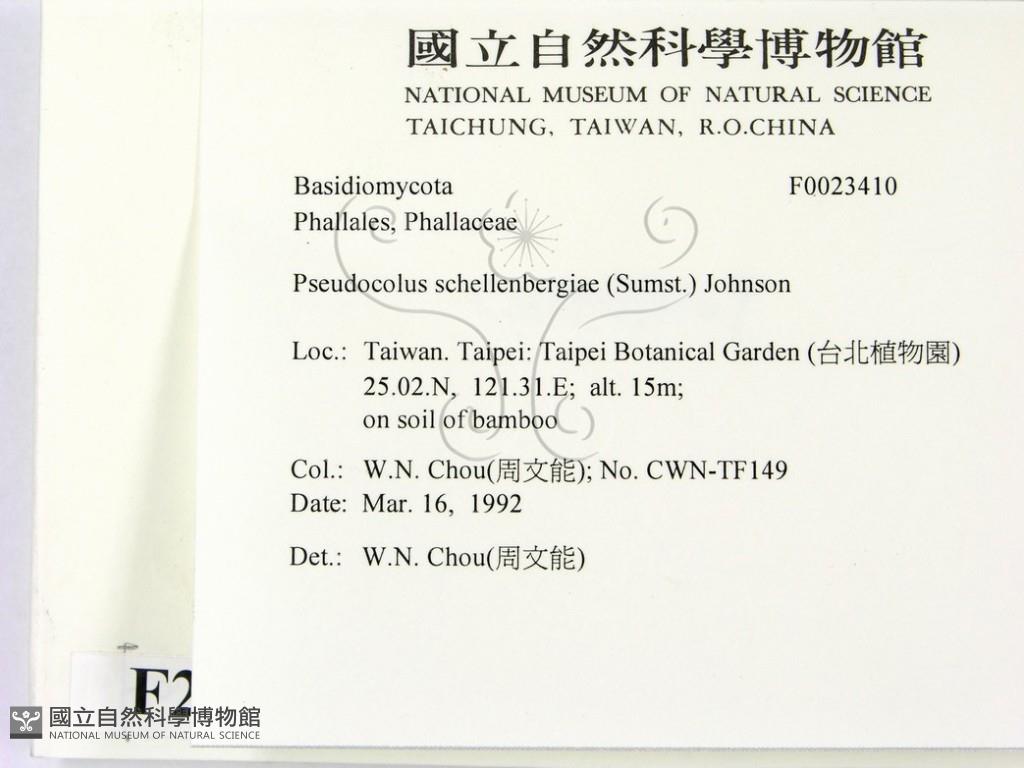 國立自然科學博物館
NATIONAL MUSEUM OF NATURAL SCIENCE
TAICHUNG, TAIWAN, R.O.CHINA
Basidiomycota F0023410
Phallales, Phallaceae
Pseudocolus schellenbergiae (Sumst.) Johnson
Loc.: Taiwan. Taipei: Taipei Botanical Garden (台北植物園)
25.02.N, 121.31.E; alt. 15m;
on soil of bamboo
Col.: W.N. Chou(周文能); No. CWN-TF149
Date: Mar. 16, 1992
Det.: W.N. Chou(周文能)
F2
國立自然科學博物館
NATIONAL MUSEUM OF NATURAL SCIENCE